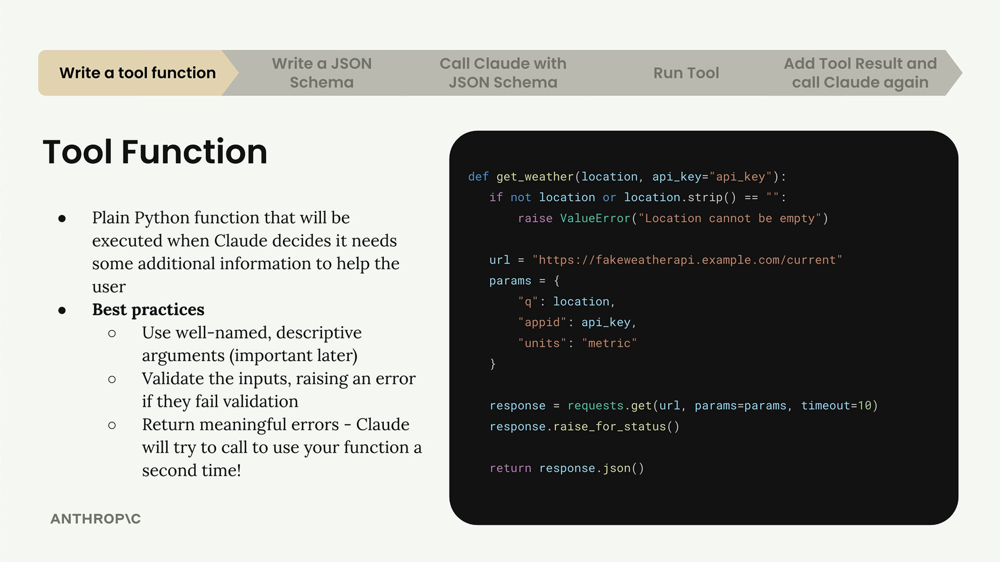 Write a tool function
Write a JSON
Schema
Call Claude with
JSON Schema
Run Tool
Add Tool Result and
call Claude again
Tool Function
● Plain Python function that will be
executed when Claude decides it needs
some additional information to help the
user
● Best practices
○ Use well-named, descriptive
arguments (important later)
○ Validate the inputs, raising an error
if they fail validation
○ Return meaningful errors - Claude
will try to call to use your function a
second time!
def get_weather(location, api_key="api_key"):
   if not location or location.strip() == "":
       raise ValueError("Location cannot be empty")

   url = "https://fakeweatherapi.example.com/current"
   params = {
       "q": location,
       "appid": api_key,
       "units": "metric"
   }

   response = requests.get(url, params=params, timeout=10)
   response.raise_for_status()

   return response.json()
ANTHROP\C